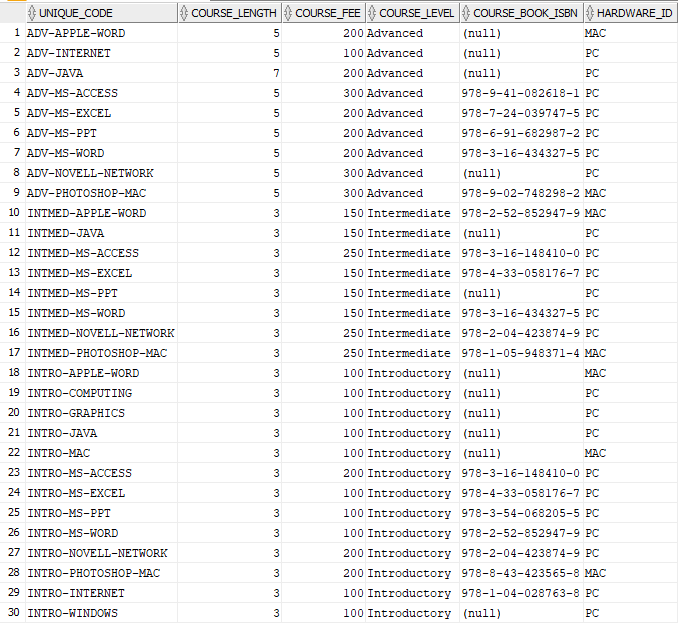 UNIQUE_CODE COURSE_LENGTH COURSE_FEE COURSE_LEVEL COURSE_BOOK_ISBN HARDWARE_ID
1 ADV-APPLE-WORD 5 200 Advanced (null) MAC
2 ADV-INTERNET 5 100 Advanced (null) PC
3 ADV-JAVA 7 200 Advanced (null) PC
4 ADV-MS-ACCESS 5 300 Advanced 978-9-41-082618-1 PC
5 ADV-MS-EXCEL 5 200 Advanced 978-7-24-039747-5 PC
6 ADV-MS-PPT 5 200 Advanced 978-6-91-682987-2 PC
7 ADV-MS-WORD 5 200 Advanced 978-3-16-434327-5 PC
8 ADV-NOVELL-NETWORK 5 300 Advanced (null) PC
9 ADV-PHOTOSHOP-MAC 5 300 Advanced 978-9-02-748298-2 MAC
10 INTMED-APPLE-WORD 3 150 Intermediate 978-2-52-852947-9 MAC
11 INTMED-JAVA 3 150 Intermediate (null) PC
12 INTMED-MS-ACCESS 3 250 Intermediate 978-3-16-148410-0 PC
13 INTMED-MS-EXCEL 3 150 Intermediate 978-4-33-058176-7 PC
14 INTMED-MS-PPT 3 150 Intermediate (null) PC
15 INTMED-MS-WORD 3 150 Intermediate 978-3-16-434327-5 PC
16 INTMED-NOVELL-NETWORK 3 250 Intermediate 978-2-04-423874-9 PC
17 INTMED-PHOTOSHOP-MAC 3 250 Intermediate 978-1-05-948371-4 MAC
18 INTRO-APPLE-WORD 3 100 Introductory (null) MAC
19 INTRO-COMPUTING 3 100 Introductory (null) PC
20 INTRO-GRAPHICS 3 100 Introductory (null) PC
21 INTRO-JAVA 3 100 Introductory (null) PC
22 INTRO-MAC 3 100 Introductory (null) MAC
23 INTRO-MS-ACCESS 3 200 Introductory 978-3-16-148410-0 PC
24 INTRO-MS-EXCEL 3 100 Introductory 978-4-33-058176-7 PC
25 INTRO-MS-PPT 3 100 Introductory 978-3-54-068205-5 PC
26 INTRO-MS-WORD 3 100 Introductory 978-2-52-852947-9 PC
27 INTRO-NOVELL-NETWORK 3 200 Introductory 978-2-04-423874-9 PC
28 INTRO-PHOTOSHOP-MAC 3 200 Introductory 978-8-43-423565-8 MAC
29 INTRO-INTERNET 3 100 Introductory 978-1-04-028763-8 PC
30 INTRO-WINDOWS 3 100 Introductory (null) PC